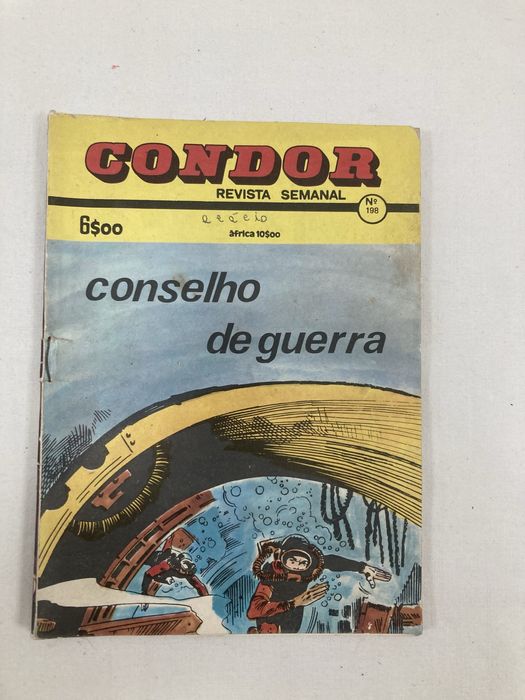 CONDOR
REVISTA SEMANAL
Nº
198
6$00
áfrica 10$00
conselho
de guerra